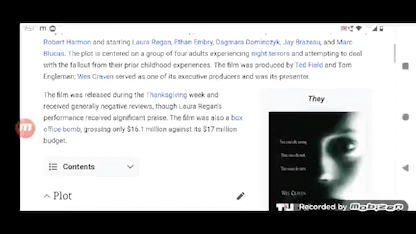 Robert Harmon and starring Laura Regan, Ethan Embry, Dagmara Dominczyk, Jay Brazeau, and Marc
Blucas. The plot is centered on a group of four adults experiencing night terrors and attempting to
deal with the fallout from their prior childhood experiences. The film was produced by Ted Field and Tom
Engleman; Wes Craven served as one of its executive producers and was its presenter.
The film was released during the Thanksgiving week and
received generally negative reviews, though Laura Regan's
performance received significant praise. The film was also a box
office bomb, grossing only $16.1 million against its $17 million
budget.
They
Contents
WES CRAVEN
Plot
Recorded by Mobizen